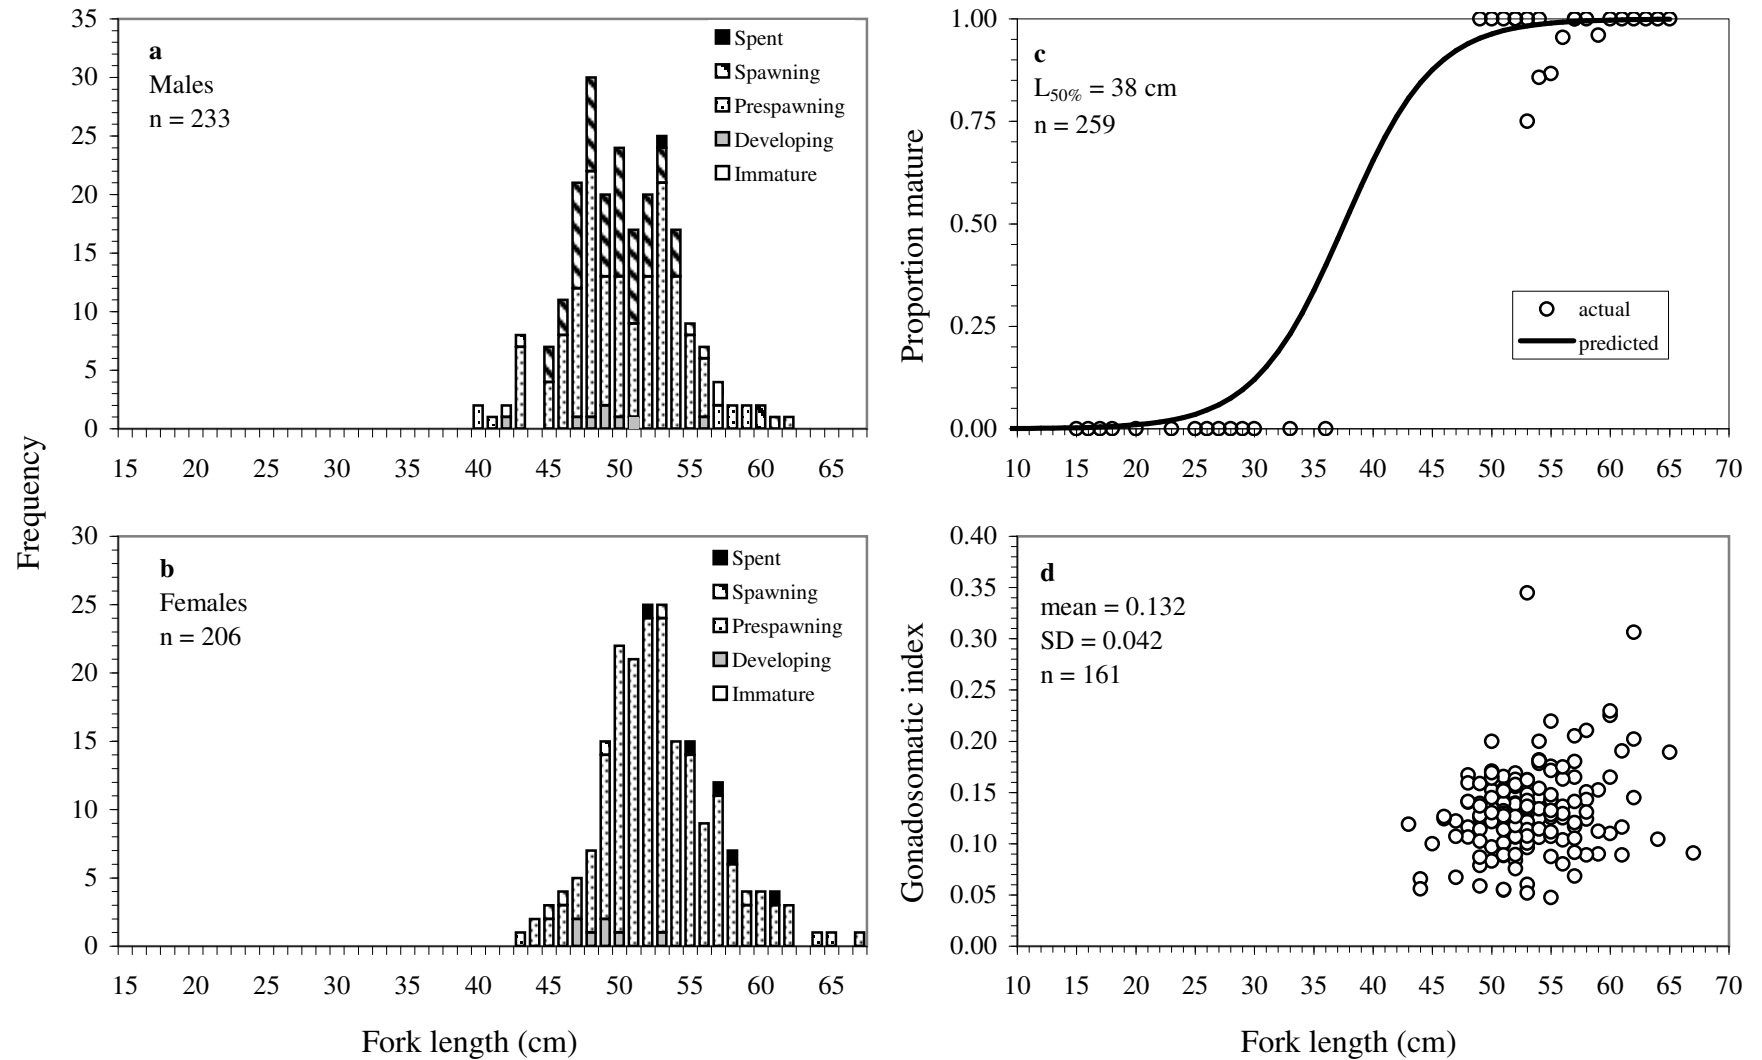 Frequency
35
30
25
20
15
10
5
0
a
Males
n = 233
Spent
Spawning
Prespawning
Developing
Immature
15 20 25 30 35 40 45 50 55 60 65
30
25
20
15
10
5
0
b
Females
n = 206
Spent
Spawning
Prespawning
Developing
Immature
15 20 25 30 35 40 45 50 55 60 65
Fork length (cm)
Proportion mature
1.00
0.75
0.50
0.25
0.00
c
L50% = 38 cm
n = 259
actual
predicted
10 15 20 25 30 35 40 45 50 55 60 65 70
Gonadosomatic index
0.40
0.35
0.30
0.25
0.20
0.15
0.10
0.05
0.00
d
mean = 0.132
SD = 0.042
n = 161
10 15 20 25 30 35 40 45 50 55 60 65 70
Fork length (cm)